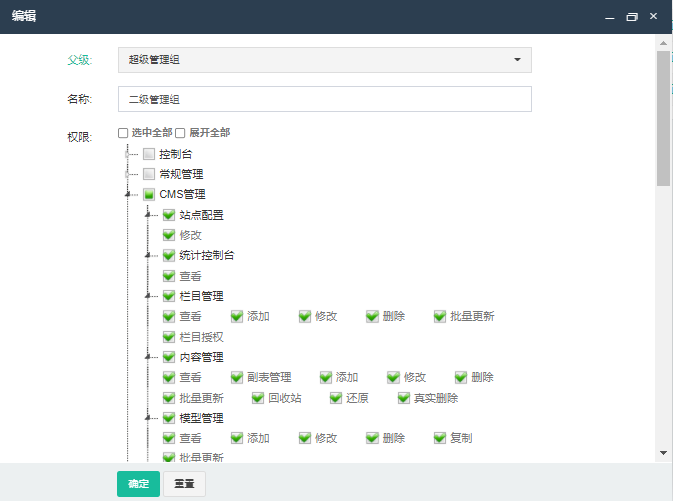 编辑
父级: 超级管理组
名称: 二级管理组
权限: 选中全部 展开全部
控制台
常规管理
CMS管理
站点配置
修改
统计控制台
查看
栏目管理
查看 添加 修改 删除 批量更新
栏目授权
内容管理
查看 副表管理 添加 修改 删除
批量更新 回收站 还原 真实删除
模型管理
查看 添加 修改 删除 复制
批量更新
确定 重置